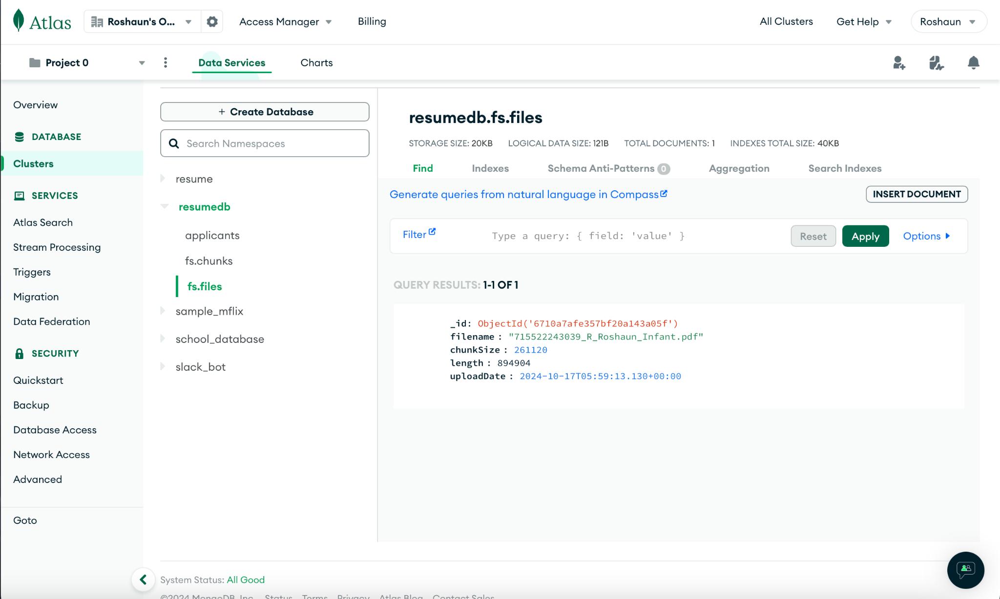 Atlas
Roshaun's O...
Access Manager
Billing
All Clusters
Get Help
Roshaun
Project 0
Data Services
Charts
Overview
DATABASE
Clusters
SERVICES
Atlas Search
Stream Processing
Triggers
Migration
Data Federation
SECURITY
Quickstart
Backup
Database Access
Network Access
Advanced
Goto
+ Create Database
Search Namespaces
resume
resumedb
applicants
fs.chunks
fs.files
sample_mflix
school_database
slack_bot
resumedb.fs.files
STORAGE SIZE: 20KB LOGICAL DATA SIZE: 121B TOTAL DOCUMENTS: 1 INDEXES TOTAL SIZE: 40KB
Find Indexes Schema Anti-Patterns 0 Aggregation Search Indexes
Generate queries from natural language in Compass
INSERT DOCUMENT
Filter
Type a query: { field: 'value' }
Reset
Apply
Options
QUERY RESULTS: 1-1 OF 1
_id: ObjectId('6710a7afe357bf20a143a05f')
filename : "715522243039_R_Roshaun_Infant.pdf"
chunkSize : 261120
length : 894904
uploadDate : 2024-10-17T05:59:13.130+00:00
System Status: All Good
©2024 MongoDB, Inc. Status Terms Privacy Atlas Blog Contact Sales